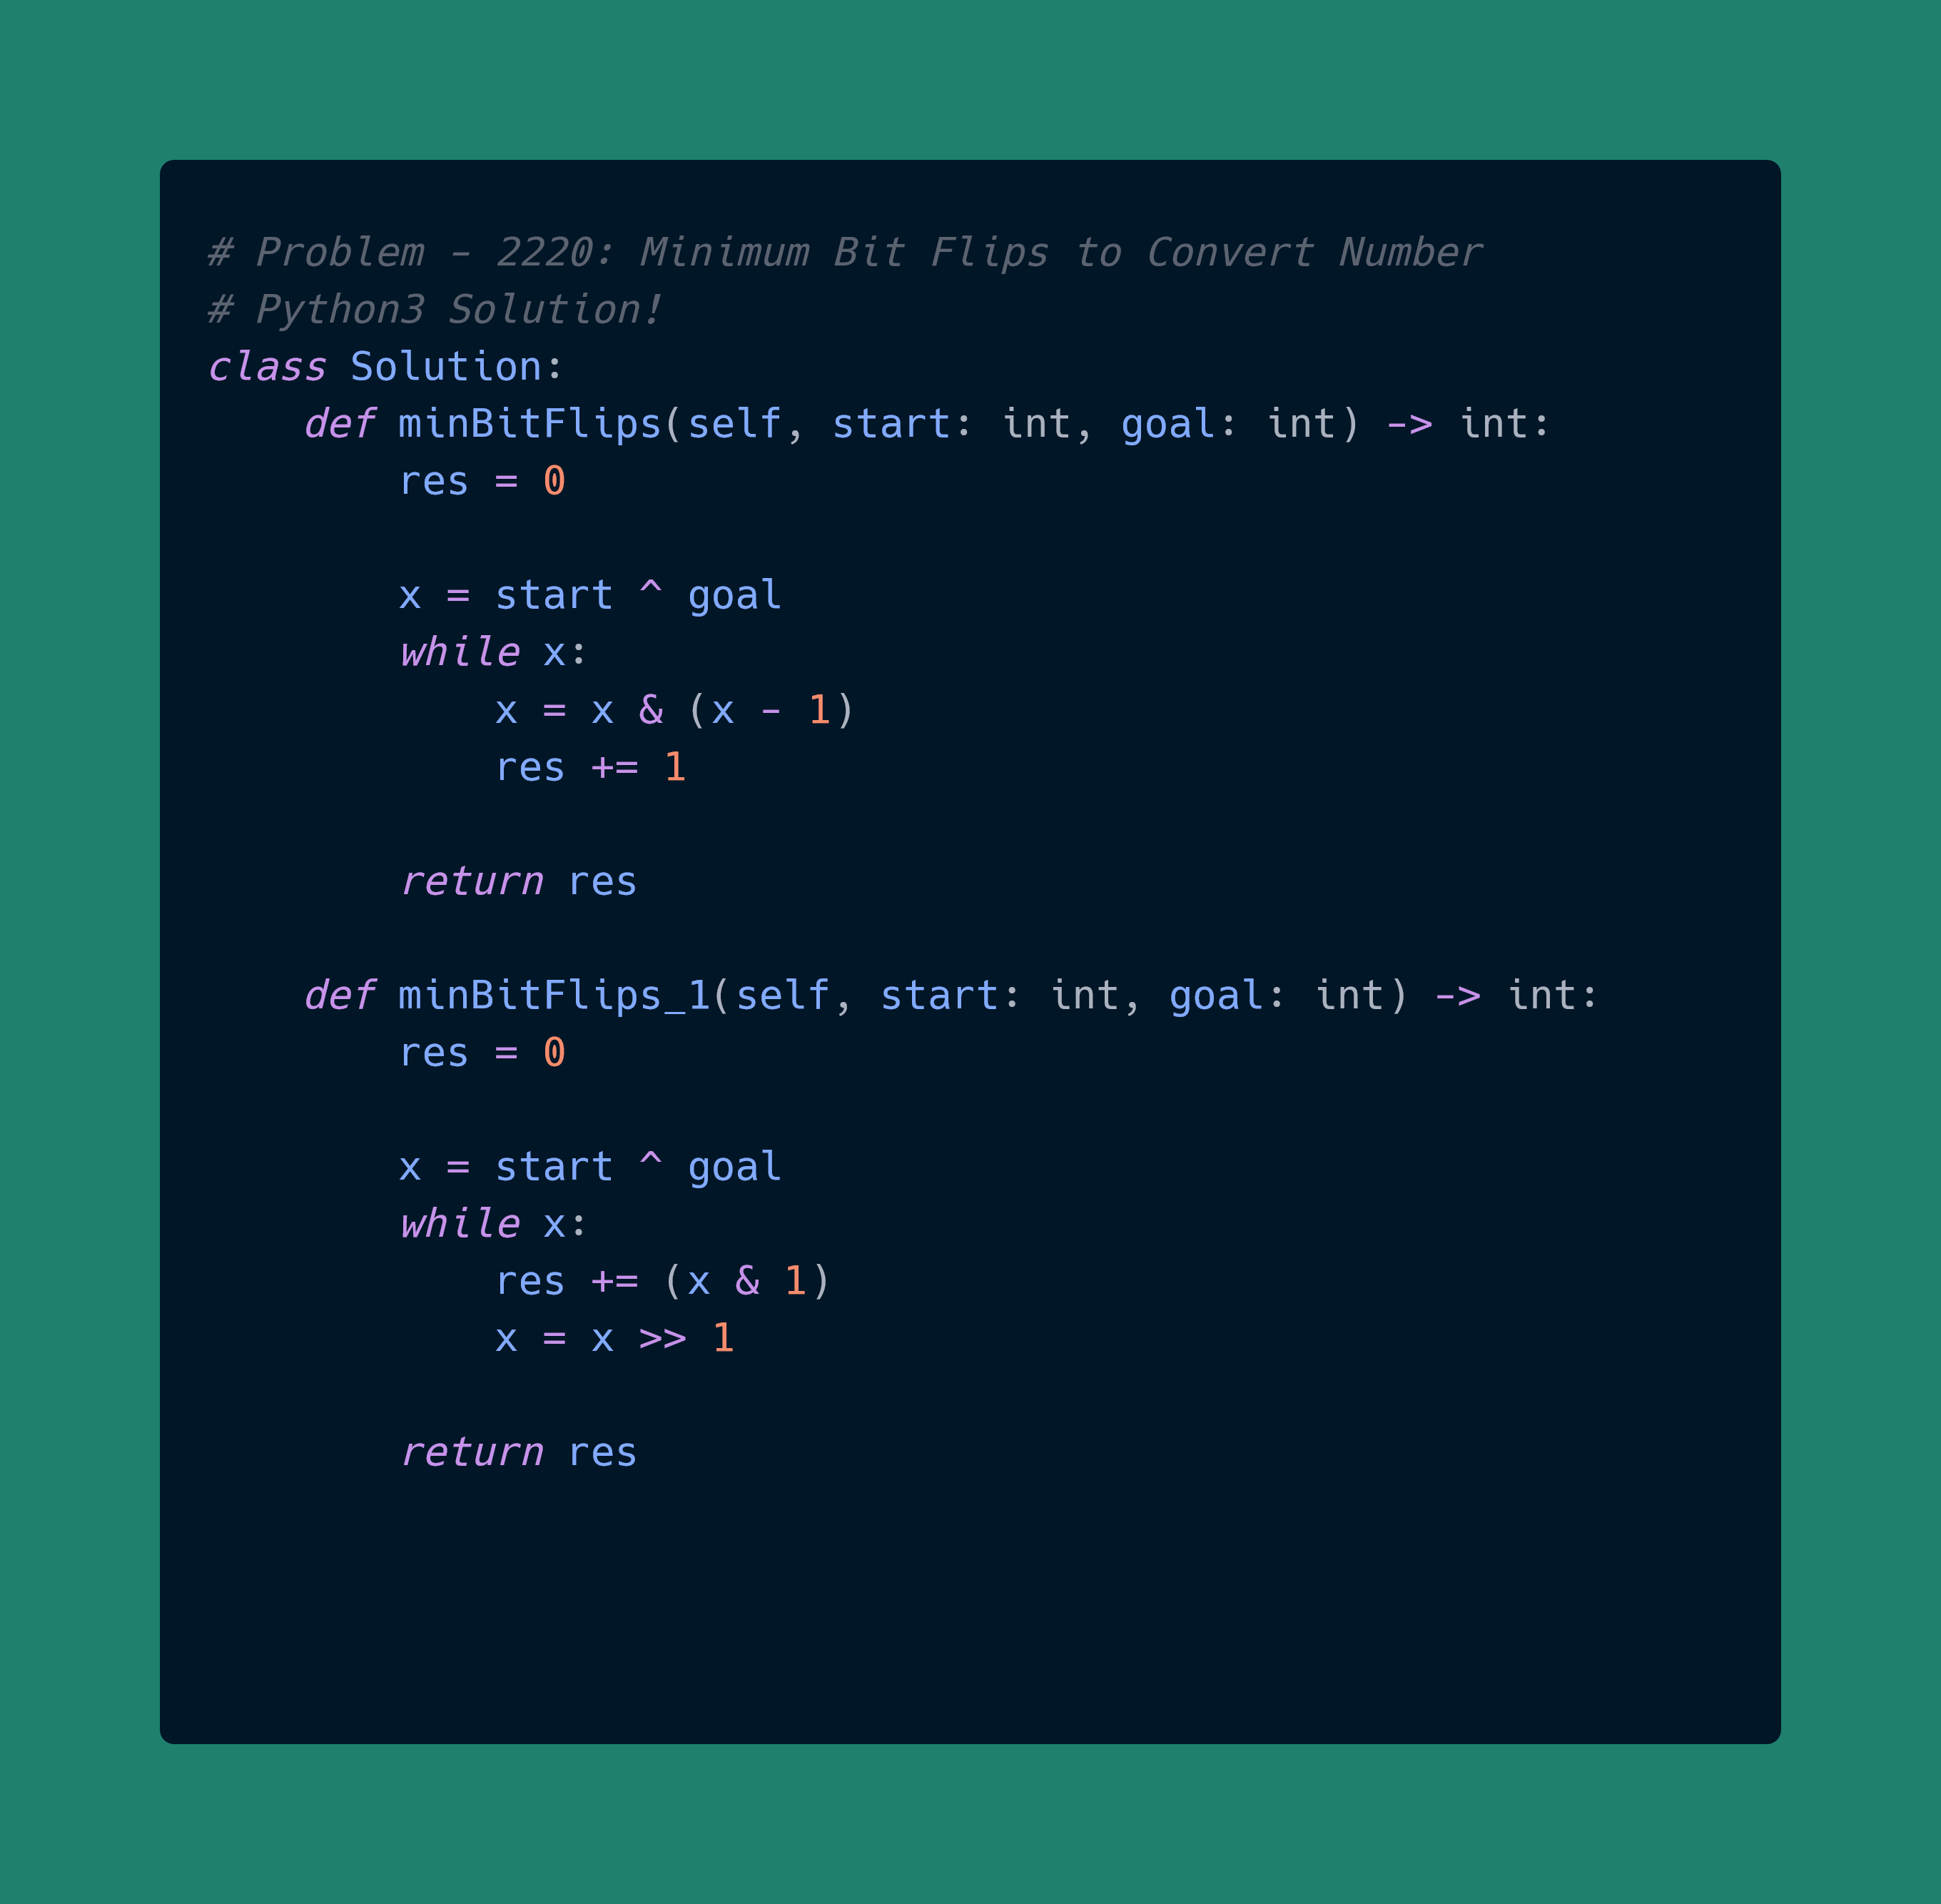 # Problem - 2220: Minimum Bit Flips to Convert Number
# Python3 Solution!
class Solution:
    def minBitFlips(self, start: int, goal: int) -> int:
        res = 0

        x = start ^ goal
        while x:
            x = x & (x - 1)
            res += 1

        return res

    def minBitFlips_1(self, start: int, goal: int) -> int:
        res = 0

        x = start ^ goal
        while x:
            res += (x & 1)
            x = x >> 1

        return res